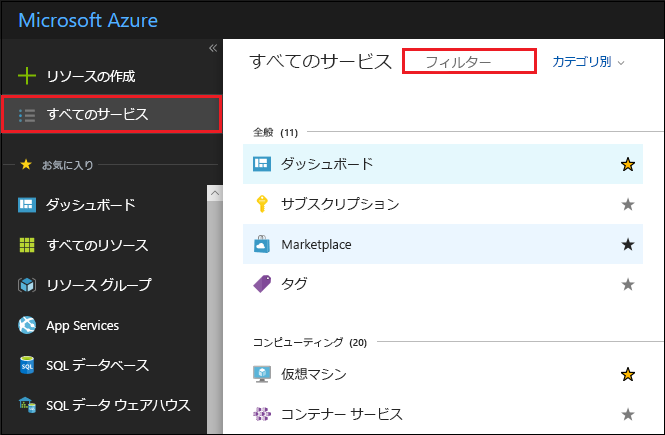 Microsoft Azure
«
リソースの作成
すべてのサービス
お気に入り
ダッシュボード
すべてのリソース
リソース グループ
App Services
SQL データベース
SQL データ ウェアハウス
すべてのサービス
フィルター
カテゴリ別
全般 (11)
ダッシュボード
サブスクリプション
Marketplace
タグ
コンピューティング (20)
仮想マシン
コンテナー サービス